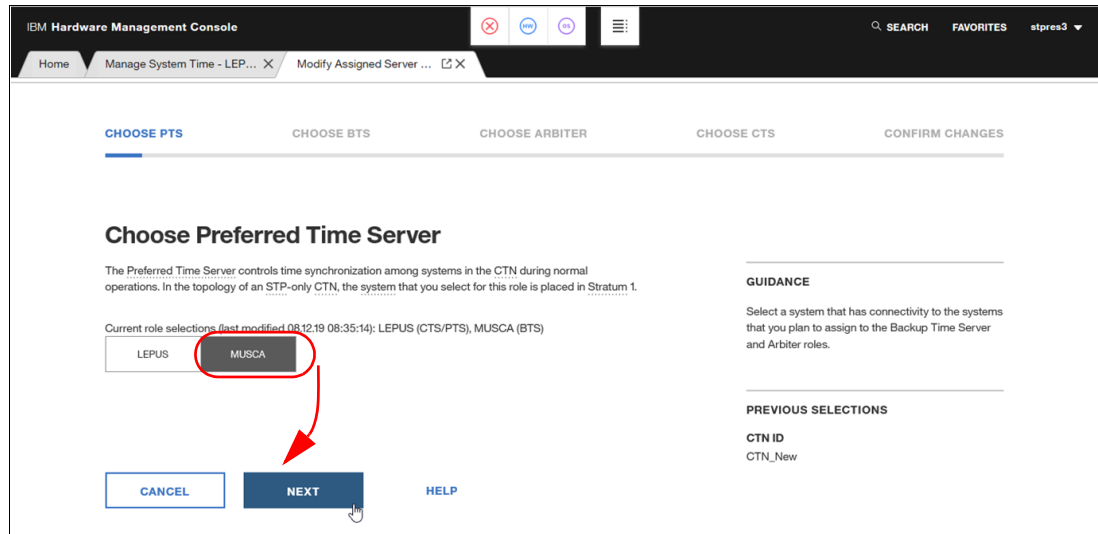 IBM Hardware Management Console
HW
OS
SEARCH
FAVORITES
stpres3
Home
Manage System Time - LEP...
Modify Assigned Server ...
CHOOSE PTS
CHOOSE BTS
CHOOSE ARBITER
CHOOSE CTS
CONFIRM CHANGES
Choose Preferred Time Server
The Preferred Time Server controls time synchronization among systems in the CTN during normal
operations. In the topology of an STP-only CTN, the system that you select for this role is placed in Stratum 1.
Current role selections (last modified 08.12.19 08:35:14): LEPUS (CTS/PTS), MUSCA (BTS)
LEPUS
MUSCA
GUIDANCE
Select a system that has connectivity to the systems
that you plan to assign to the Backup Time Server
and Arbiter roles.
PREVIOUS SELECTIONS
CTN ID
CTN_New
CANCEL
NEXT
HELP